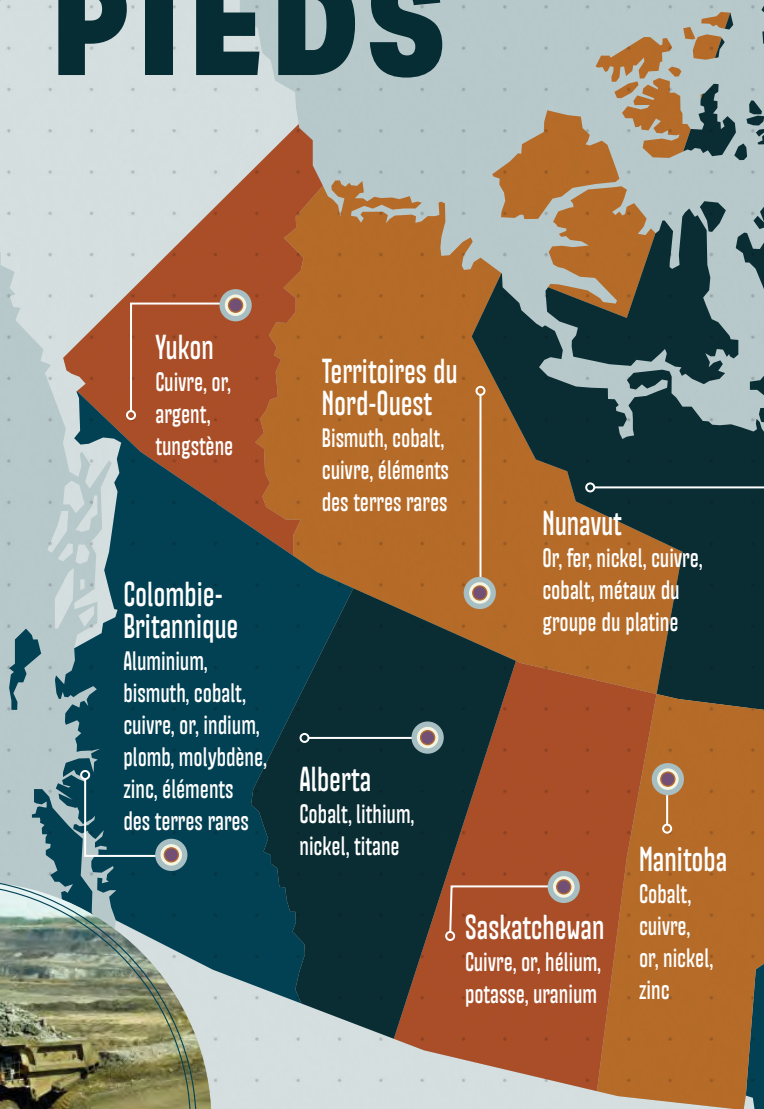 PIEDS
Yukon
Cuivre, or,
argent,
tungstène
Territoires du
Nord-Ouest
Bismuth, cobalt,
cuivre, éléments
des terres rares
Nunavut
Or, fer, nickel, cuivre,
cobalt, métaux du
groupe du platine
Colombie-
Britannique
Aluminium,
bismuth, cobalt,
cuivre, or, indium,
plomb, molybdène,
zinc, éléments
des terres rares
Alberta
Cobalt, lithium,
nickel, titane
Saskatchewan
Cuivre, or, hélium,
potasse, uranium
Manitoba
Cobalt,
cuivre,
or, nickel,
zinc